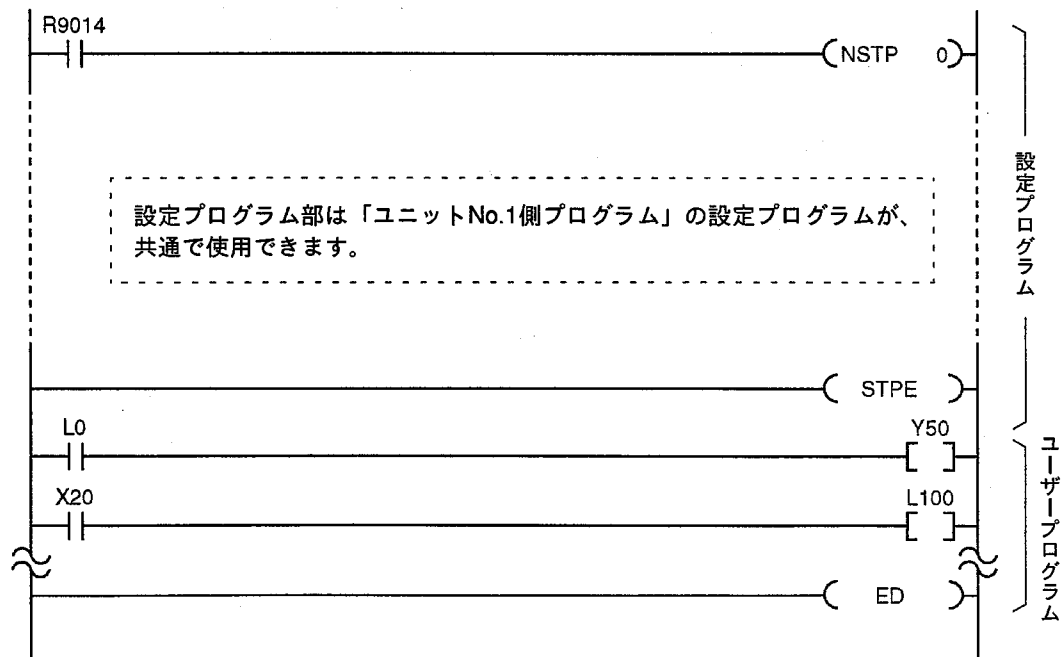 R9014
NSTP 0
設定プログラム部は「ユニットNo.1側プログラム」の設定プログラムが、
共通で使用できます。
設定プログラム
STPE
L0
Y50
X20
L100
ED
ユーザープログラム